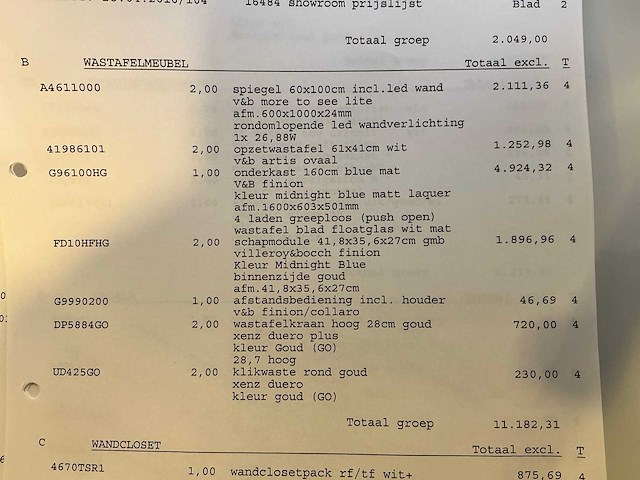 16484 showroom prijslijst Blad 2
Totaal groep 2.049,00
B WASTAFELMEUBEL Totaal excl. T
A4611000 2,00 spiegel 60x100cm incl.led wand 2.111,36 4
v&b more to see lite
afm.600x1000x24mm
rondomlopende led wandverlichting
1x 26,88W
41986101 2,00 opzetwastafel 61x41cm wit 1.252,98 4
v&b artis ovaal
G96100HG 1,00 onderkast 160cm blue mat 4.924,32 4
V&B finion
kleur midnight blue matt laquer
afm.1600x603x501mm
4 laden greeploos (push open)
wastafel blad floatglas wit mat
FD10HFHG 2,00 schapmodule 41,8x35,6x27cm gmb 1.896,96 4
villeroy&bocch finion
Kleur Midnight Blue
binnenzijde goud
afm.41,8x35,6x27cm
G9990200 1,00 afstandsbediening incl. houder 46,69 4
v&b finion/collaro
DP5884GO 2,00 wastafelkraan hoog 28cm goud 720,00 4
xenz duero plus
kleur Goud (GO)
28,7 hoog
UD425GO 2,00 klikwaste rond goud 230,00 4
xenz duero
kleur goud (GO)
Totaal groep 11.182,31
C WANDCLOSET Totaal excl. T
4670TSR1 1,00 wandclosetpack rf/tf wit+ 875,69 4